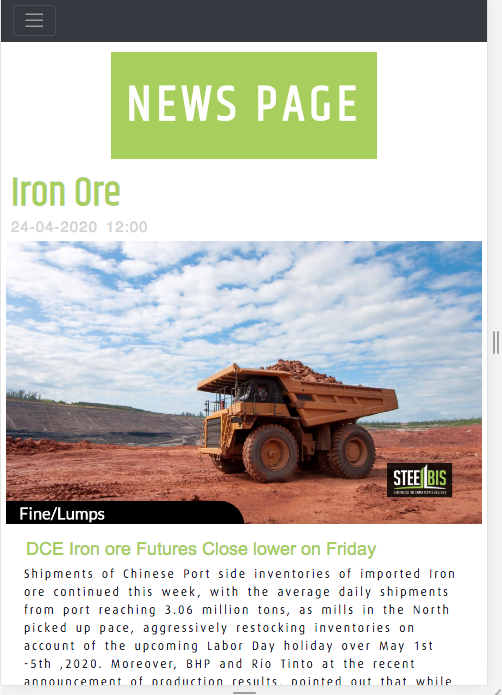 NEWS PAGE
Iron Ore
24-04-2020 12:00
STEELBIS
Fine/Lumps
DCE Iron ore Futures Close lower on Friday
Shipments of Chinese Port side inventories of imported Iron
ore continued this week, with the average daily shipments
from port reaching 3.06 million tons, as mills in the North
picked up pace, aggressively restocking inventories on
account of the upcoming Labor Day holiday over May 1st
-5th ,2020. Moreover, BHP and Rio Tinto at the recent
announcement of production results, pointed out that while